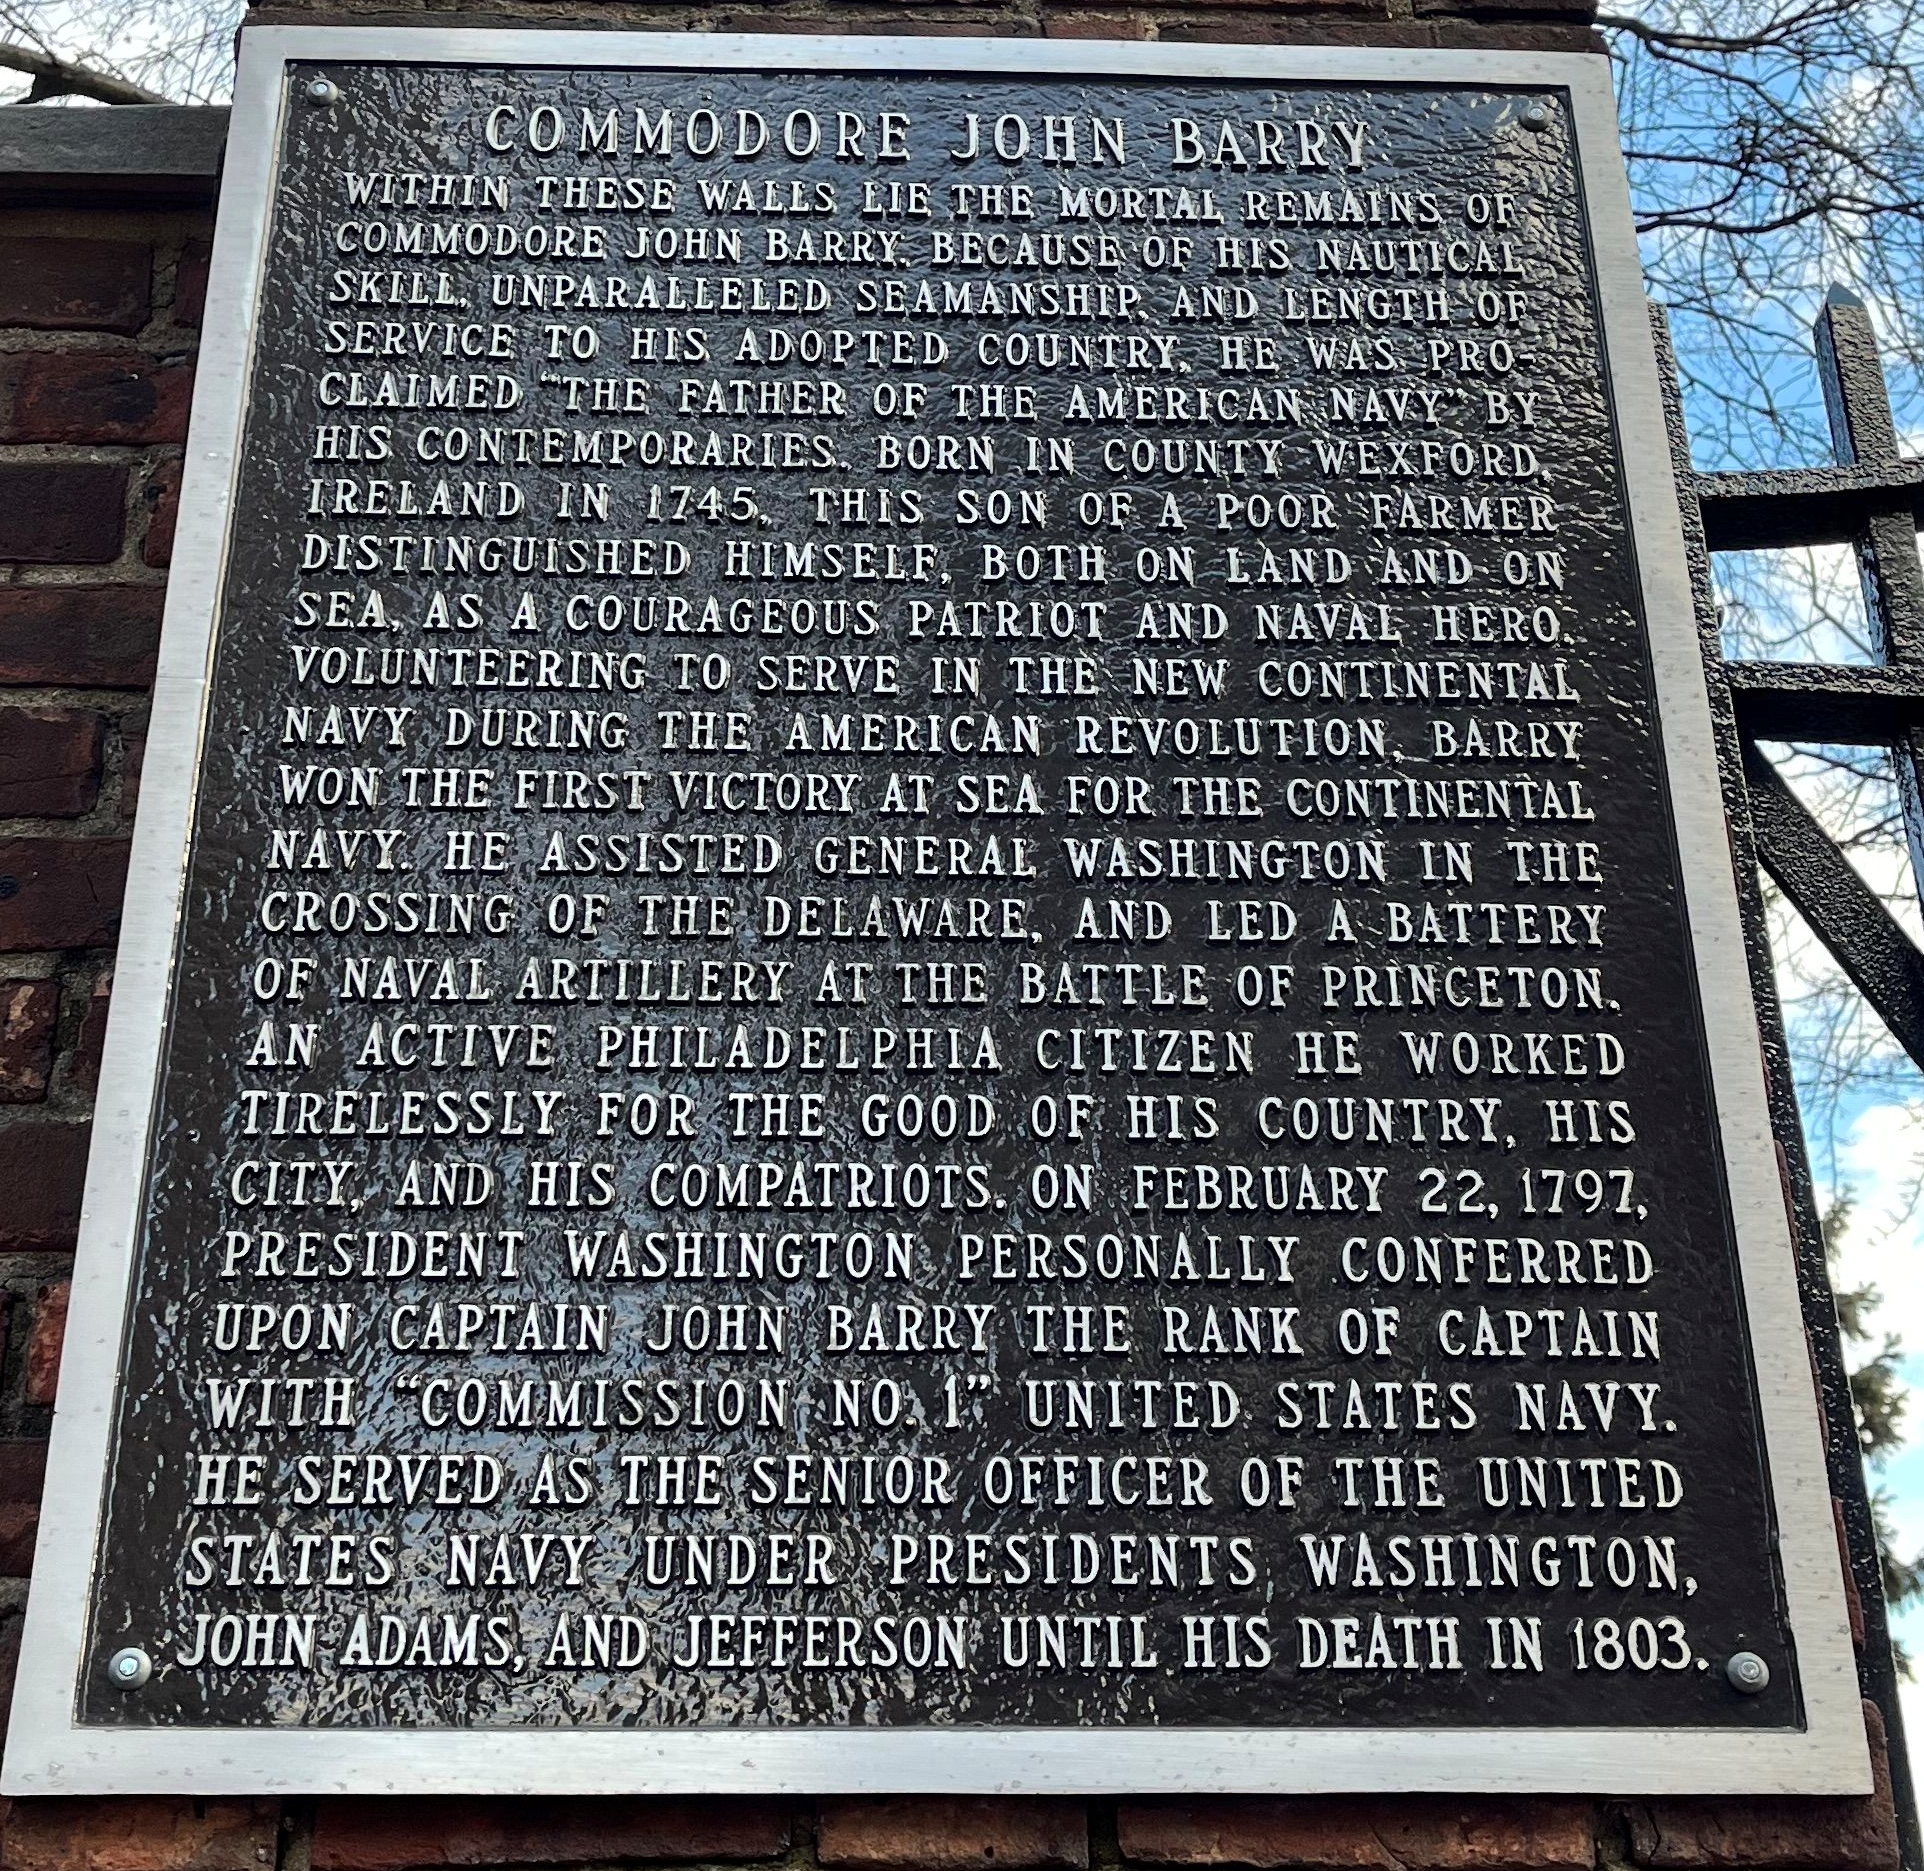 COMMODORE JOHN BARRY
WITHIN THESE WALLS LIE THE MORTAL REMAINS OF
COMMODORE JOHN BARRY. BECAUSE OF HIS NAUTICAL
SKILL, UNPARALLELED SEAMANSHIP, AND LENGTH OF
SERVICE TO HIS ADOPTED COUNTRY, HE WAS PRO-
CLAIMED "THE FATHER OF THE AMERICAN NAVY" BY
HIS CONTEMPORARIES. BORN IN COUNTY WEXFORD,
IRELAND IN 1745, THIS SON OF A POOR FARMER
DISTINGUISHED HIMSELF, BOTH ON LAND AND ON
SEA, AS A COURAGEOUS PATRIOT AND NAVAL HERO.
VOLUNTEERING TO SERVE IN THE NEW CONTINENTAL
NAVY DURING THE AMERICAN REVOLUTION, BARRY
WON THE FIRST VICTORY AT SEA FOR THE CONTINENTAL
NAVY. HE ASSISTED GENERAL WASHINGTON IN THE
CROSSING OF THE DELAWARE, AND LED A BATTERY
OF NAVAL ARTILLERY AT THE BATTLE OF PRINCETON.
AN ACTIVE PHILADELPHIA CITIZEN HE WORKED
TIRELESSLY FOR THE GOOD OF HIS COUNTRY, HIS
CITY, AND HIS COMPATRIOTS. ON FEBRUARY 22, 1797,
PRESIDENT WASHINGTON PERSONALLY CONFERRED
UPON CAPTAIN JOHN BARRY THE RANK OF CAPTAIN
WITH "COMMISSION NO. 1" UNITED STATES NAVY.
HE SERVED AS THE SENIOR OFFICER OF THE UNITED
STATES NAVY UNDER PRESIDENTS WASHINGTON,
JOHN ADAMS, AND JEFFERSON UNTIL HIS DEATH IN 1803.